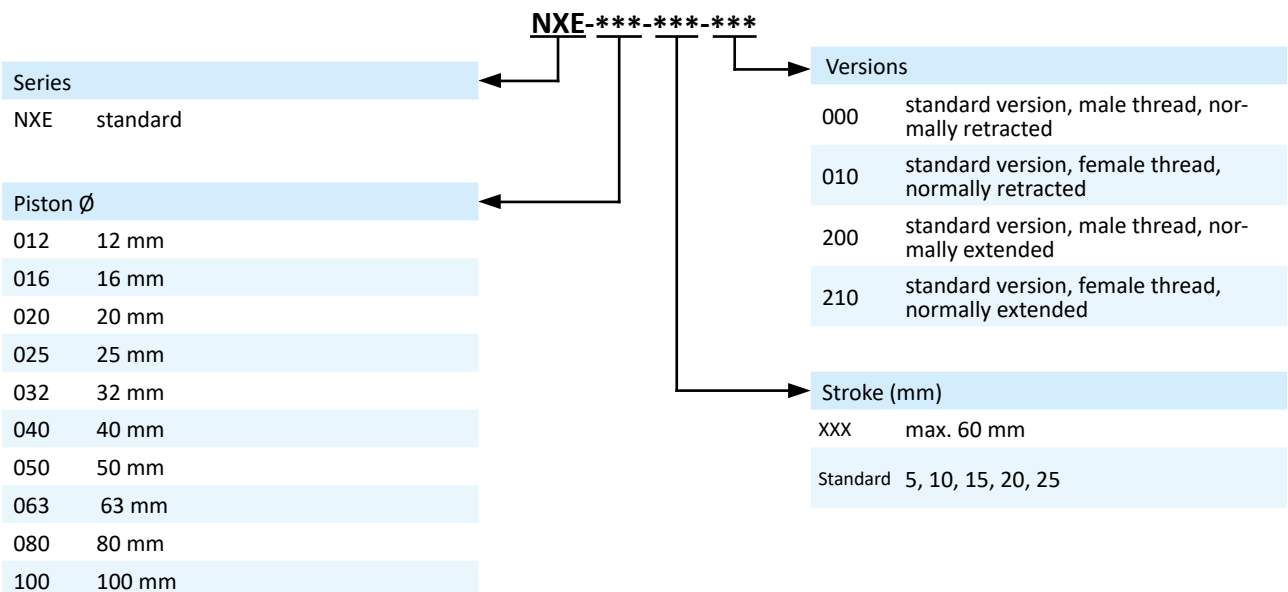 NXE-***-***-***
Series
NXE standard
Piston Ø
012 12 mm
016 16 mm
020 20 mm
025 25 mm
032 32 mm
040 40 mm
050 50 mm
063 63 mm
080 80 mm
100 100 mm
Versions
000 standard version, male thread, nor-
mally retracted
010 standard version, female thread,
normally retracted
200 standard version, male thread, nor-
mally extended
210 standard version, female thread,
normally extended
Stroke (mm)
XXX max. 60 mm
Standard 5, 10, 15, 20, 25